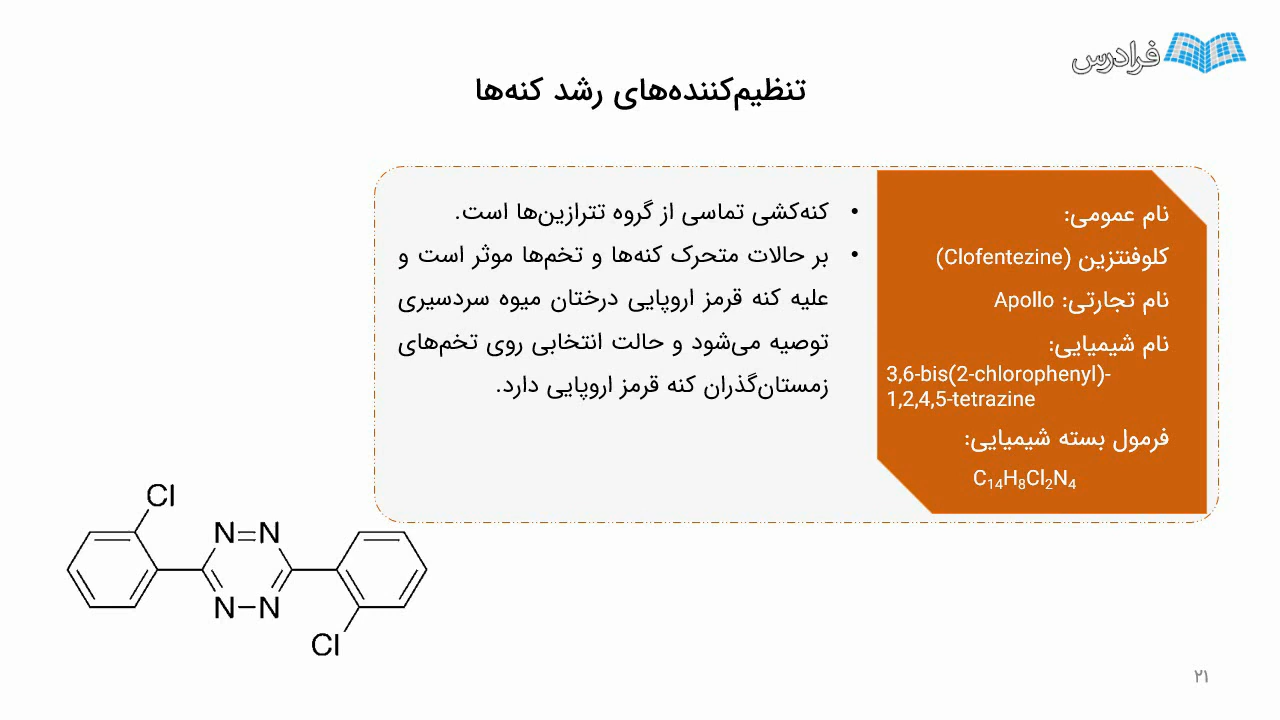 فرادرس
تنظیم‌کننده‌های رشد کنه‌ها
نام عمومی:
کلوفنتزین (Clofentezine)
نام تجارتی: Apollo
نام شیمیایی:
3,6-bis(2-chlorophenyl)-
1,2,4,5-tetrazine
فرمول بسته شیمیایی:
C₁₄H₈Cl₂N₄
• کنه‌کشی تماسی از گروه تترازین‌ها است.
• بر حالات متحرک کنه‌ها و تخم‌ها موثر است و
علیه کنه قرمز اروپایی درختان میوه سردسیری
توصیه می‌شود و حالت انتخابی روی تخم‌های
زمستان‌گذران کنه قرمز اروپایی دارد.
Cl
N=N
N–N
Cl
۲۱